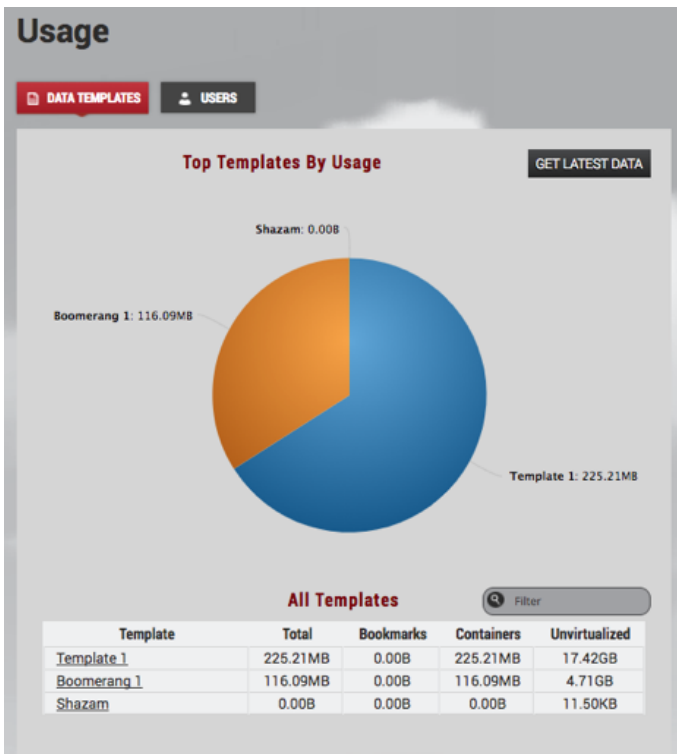 Usage
DATA TEMPLATES USERS
Top Templates By Usage GET LATEST DATA
Shazam: 0.00B
Boomerang 1: 116.09MB
Template 1: 225.21MB
All Templates Filter
Template Total Bookmarks Containers Unvirtualized
Template 1 225.21MB 0.00B 225.21MB 17.42GB
Boomerang 1 116.09MB 0.00B 116.09MB 4.71GB
Shazam 0.00B 0.00B 0.00B 11.50KB